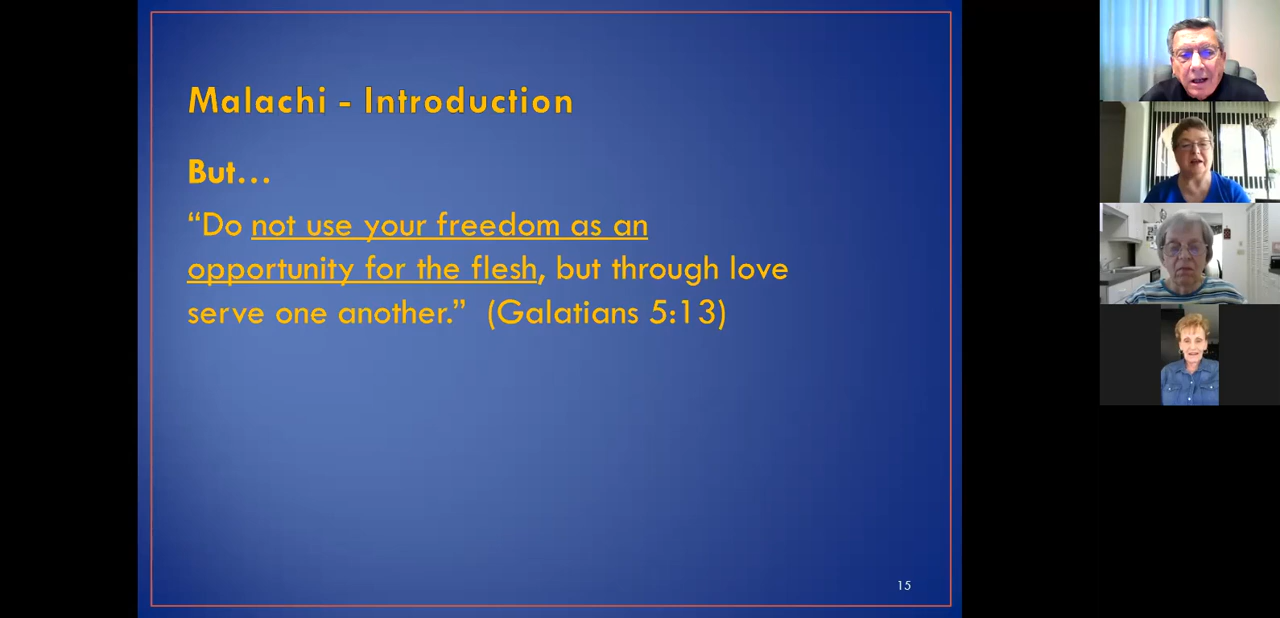 Malachi - Introduction
But…
“Do not use your freedom as an
opportunity for the flesh, but through love
serve one another.”  (Galatians 5:13)
15